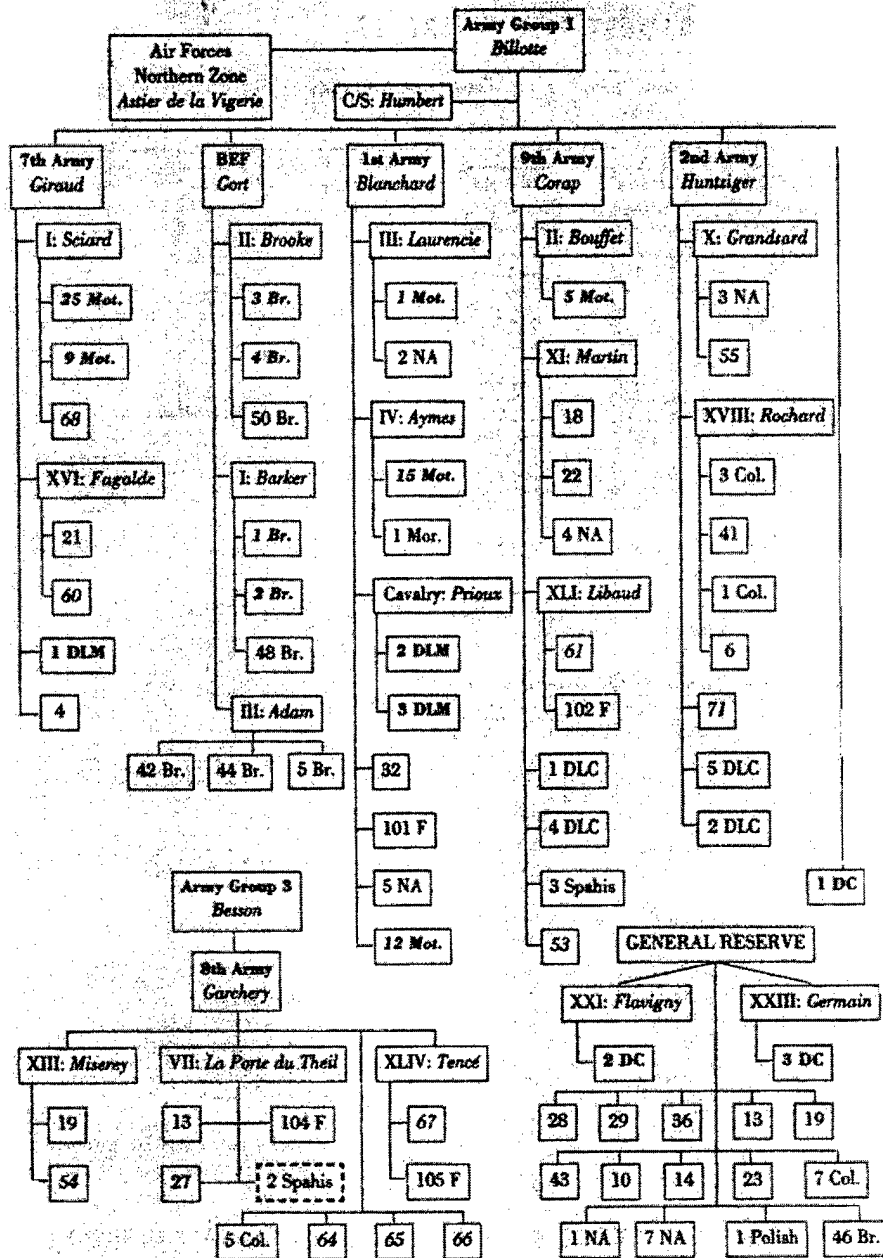 Army Group 1
Billotte
Air Forces
Northern Zone
Astier de la Vigerie
C/S: Humbert
7th Army
Giraud
I: Sciard
25 Mot.
9 Mot.
68
XVI: Fagalde
21
60
1 DLM
4
BEF
Gort
II: Brooke
3 Br.
4 Br.
50 Br.
I: Barker
1 Br.
2 Br.
48 Br.
III: Adam
42 Br.
44 Br.
5 Br.
1st Army
Blanchard
III: Laurencie
1 Mot.
2 NA
IV: Aymes
15 Mot.
1 Mor.
Cavalry: Prioux
2 DLM
3 DLM
32
101 F
5 NA
12 Mot.
9th Army
Corap
II: Bouffet
5 Mot.
XI: Martin
18
22
4 NA
XLI: Libaud
61
102 F
1 DLC
4 DLC
3 Spahis
53
2nd Army
Huntziger
X: Grandsard
3 NA
55
XVIII: Rochard
3 Col.
41
1 Col.
6
71
5 DLC
2 DLC
1 DC
Army Group 3
Besson
8th Army
Garchery
XIII: Miserey
19
54
VII: La Porte du Theil
13
104 F
27
2 Spahis
XLIV: Tencé
67
105 F
5 Col.
64
65
66
GENERAL RESERVE
XXI: Flavigny
2 DC
XXIII: Germain
3 DC
28
29
36
13
19
43
10
14
23
7 Col.
1 NA
7 NA
1 Polish
46 Br.